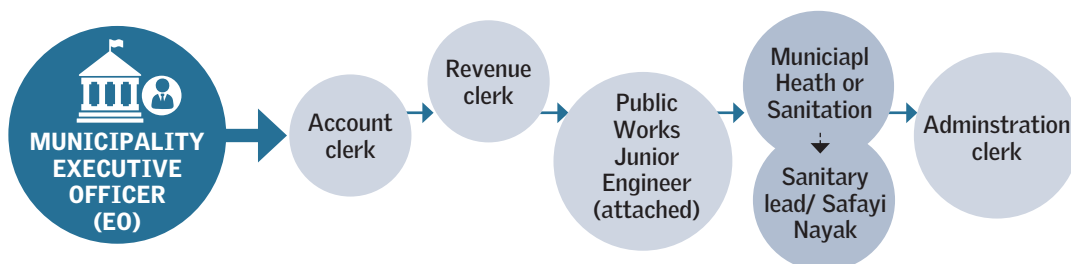 MUNICIPALITY
EXECUTIVE
OFFICER
(EO)
Account
clerk
Revenue
clerk
Public
Works
Junior
Engineer
(attached)
Municiapl
Heath or
Sanitation
Sanitary
lead/ Safayi
Nayak
Adminstration
clerk